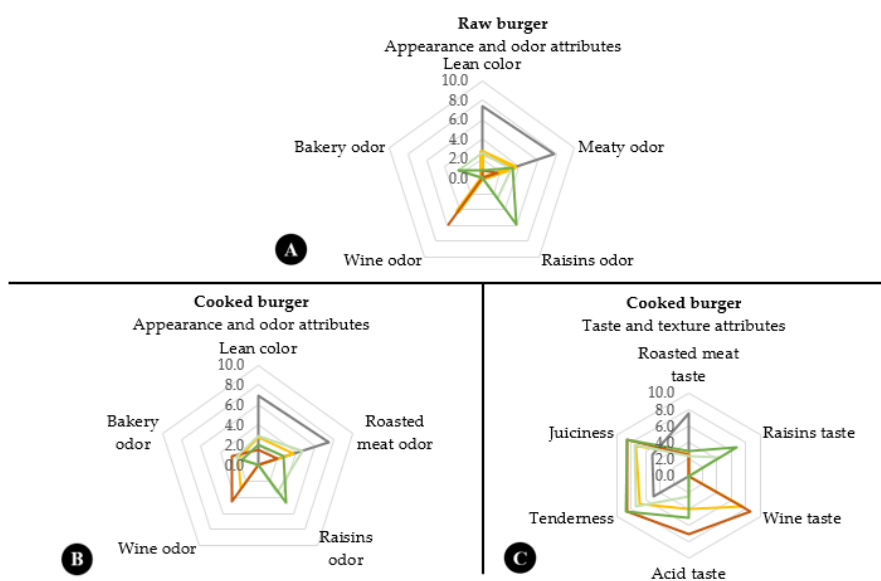 Raw burger
Appearance and odor attributes
Lean color
10.0
8.0
6.0
4.0
2.0
0.0
Bakery odor
Meaty odor
Wine odor
Raisins odor
A
Cooked burger
Appearance and odor attributes
Lean color
10.0
8.0
6.0
4.0
2.0
0.0
Bakery
odor
Roasted
meat odor
Wine odor
Raisins
odor
B
Cooked burger
Taste and texture attributes
Roasted meat
taste
10.0
8.0
6.0
4.0
2.0
0.0
Juiciness
Raisins taste
Tenderness
Wine taste
Acid taste
C